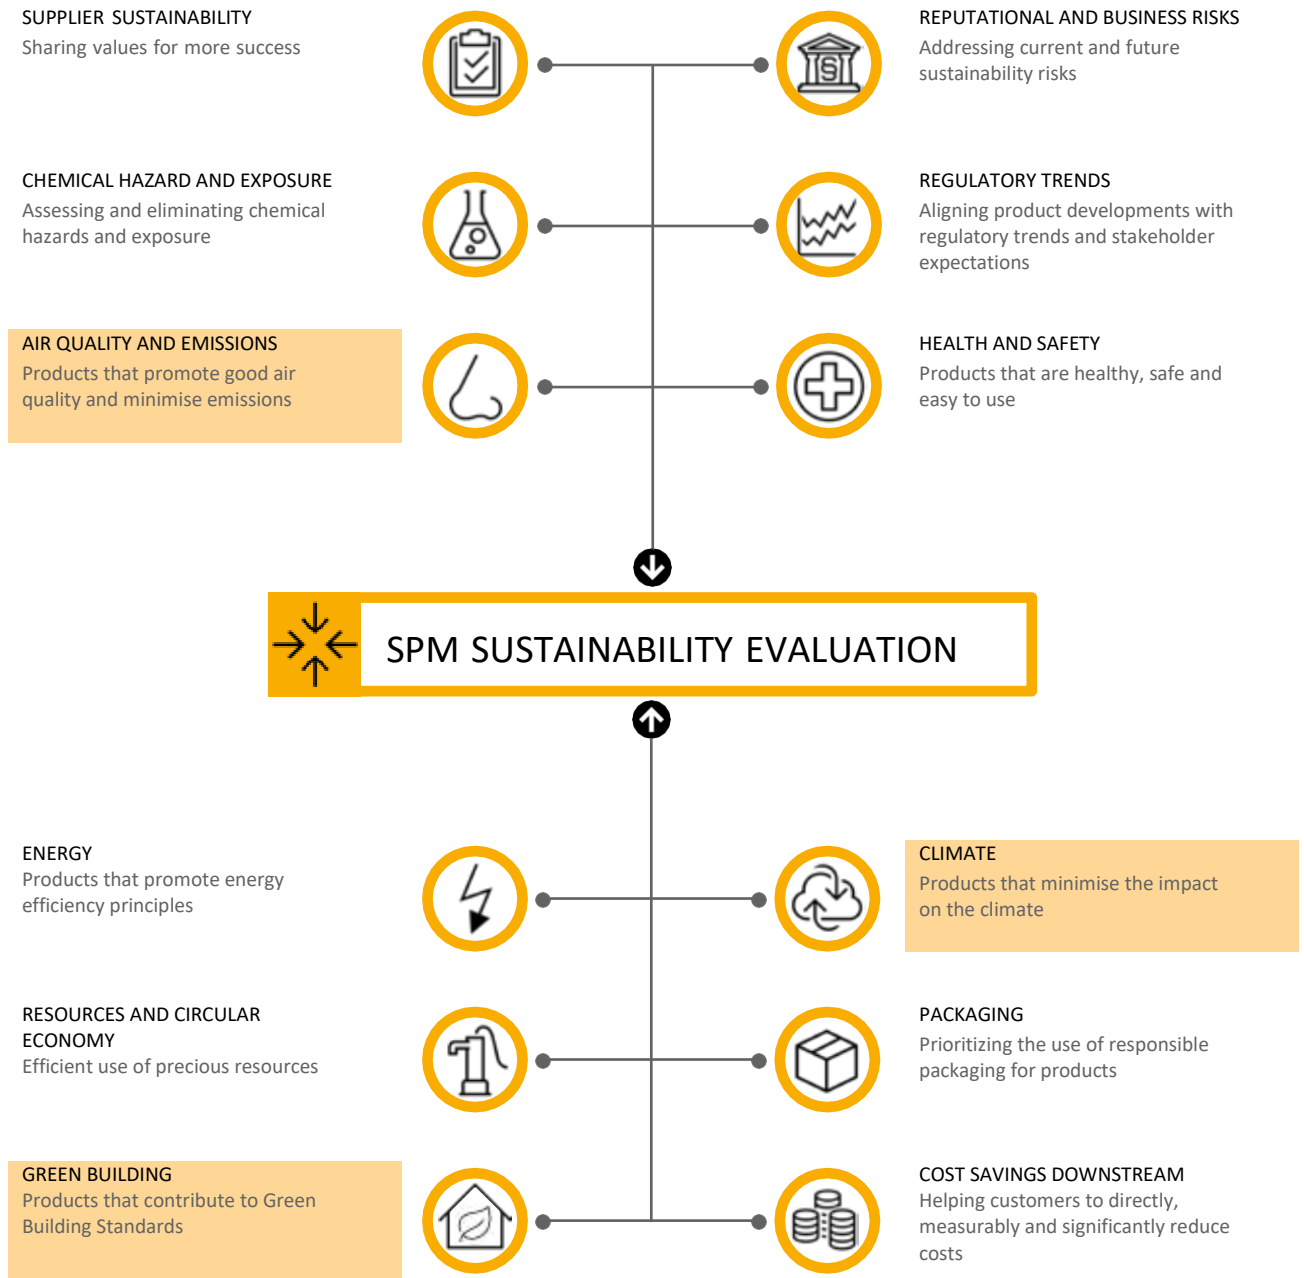 SUPPLIER SUSTAINABILITY
Sharing values for more success
REPUTATIONAL AND BUSINESS RISKS
Addressing current and future
sustainability risks
§
CHEMICAL HAZARD AND EXPOSURE
Assessing and eliminating chemical
hazards and exposure
REGULATORY TRENDS
Aligning product developments with
regulatory trends and stakeholder
expectations
AIR QUALITY AND EMISSIONS
Products that promote good air
quality and minimise emissions
HEALTH AND SAFETY
Products that are healthy, safe and
easy to use
SPM SUSTAINABILITY EVALUATION
ENERGY
Products that promote energy
efficiency principles
CLIMATE
Products that minimise the impact
on the climate
RESOURCES AND CIRCULAR
ECONOMY
Efficient use of precious resources
PACKAGING
Prioritizing the use of responsible
packaging for products
GREEN BUILDING
Products that contribute to Green
Building Standards
COST SAVINGS DOWNSTREAM
Helping customers to directly,
measurably and significantly reduce
costs